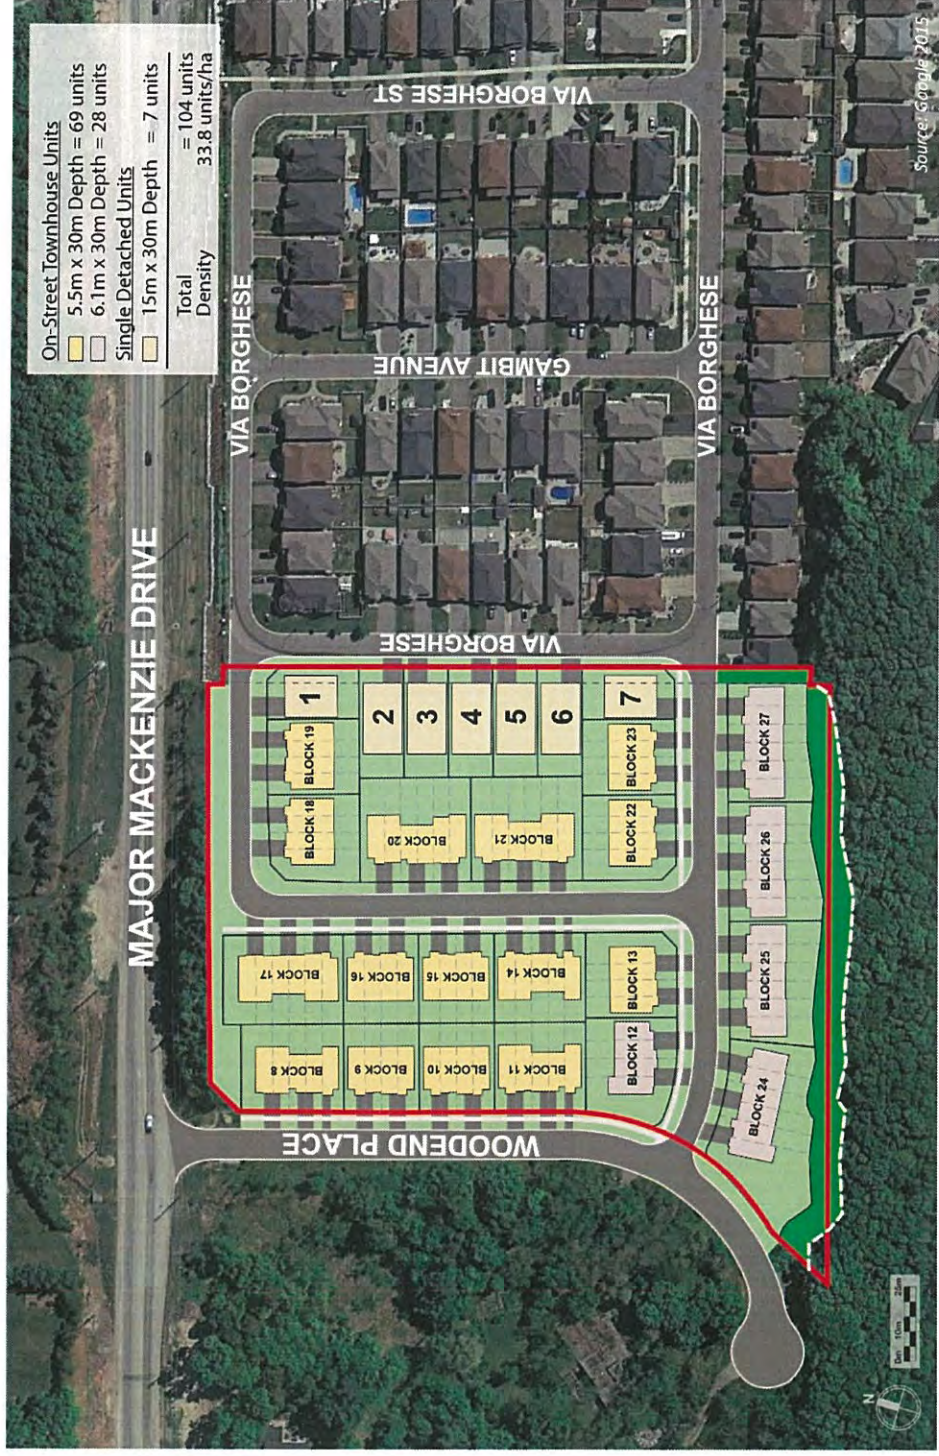 On-Street Townhouse Units
5.5m x 30m Depth = 69 units
6.1m x 30m Depth = 28 units
Single Detached Units
15m x 30m Depth = 7 units
Total = 104 units
Density 33.8 units/ha
MAJOR MACKENZIE DRIVE
VIA BORGHESE
VIA BORGHESE ST
GAMBIT AVENUE
VIA BORGHESE
VIA BORGHESE
WOODEND PLACE
BLOCK 18
BLOCK 19
1
2
3
4
5
6
7
BLOCK 20
BLOCK 21
BLOCK 22
BLOCK 23
BLOCK 17
BLOCK 16
BLOCK 15
BLOCK 14
BLOCK 13
BLOCK 8
BLOCK 9
BLOCK 10
BLOCK 11
BLOCK 12
BLOCK 24
BLOCK 25
BLOCK 26
BLOCK 27
N
0m 10m 25m
Source: Google 2015